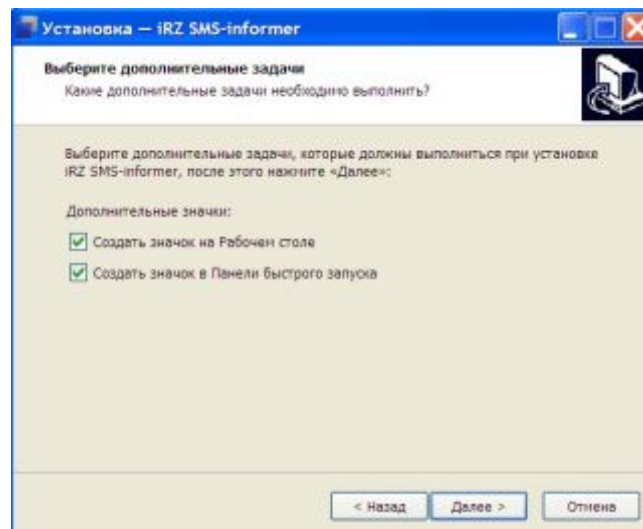 Установка — iRZ SMS-informer
Выберите дополнительные задачи
Какие дополнительные задачи необходимо выполнить?
Выберите дополнительные задачи, которые должны выполниться при установке
iRZ SMS-informer, после этого нажмите «Далее»:
Дополнительные значки:
Создать значок на Рабочем столе
Создать значок в Панели быстрого запуска
< Назад
Далее >
Отмена